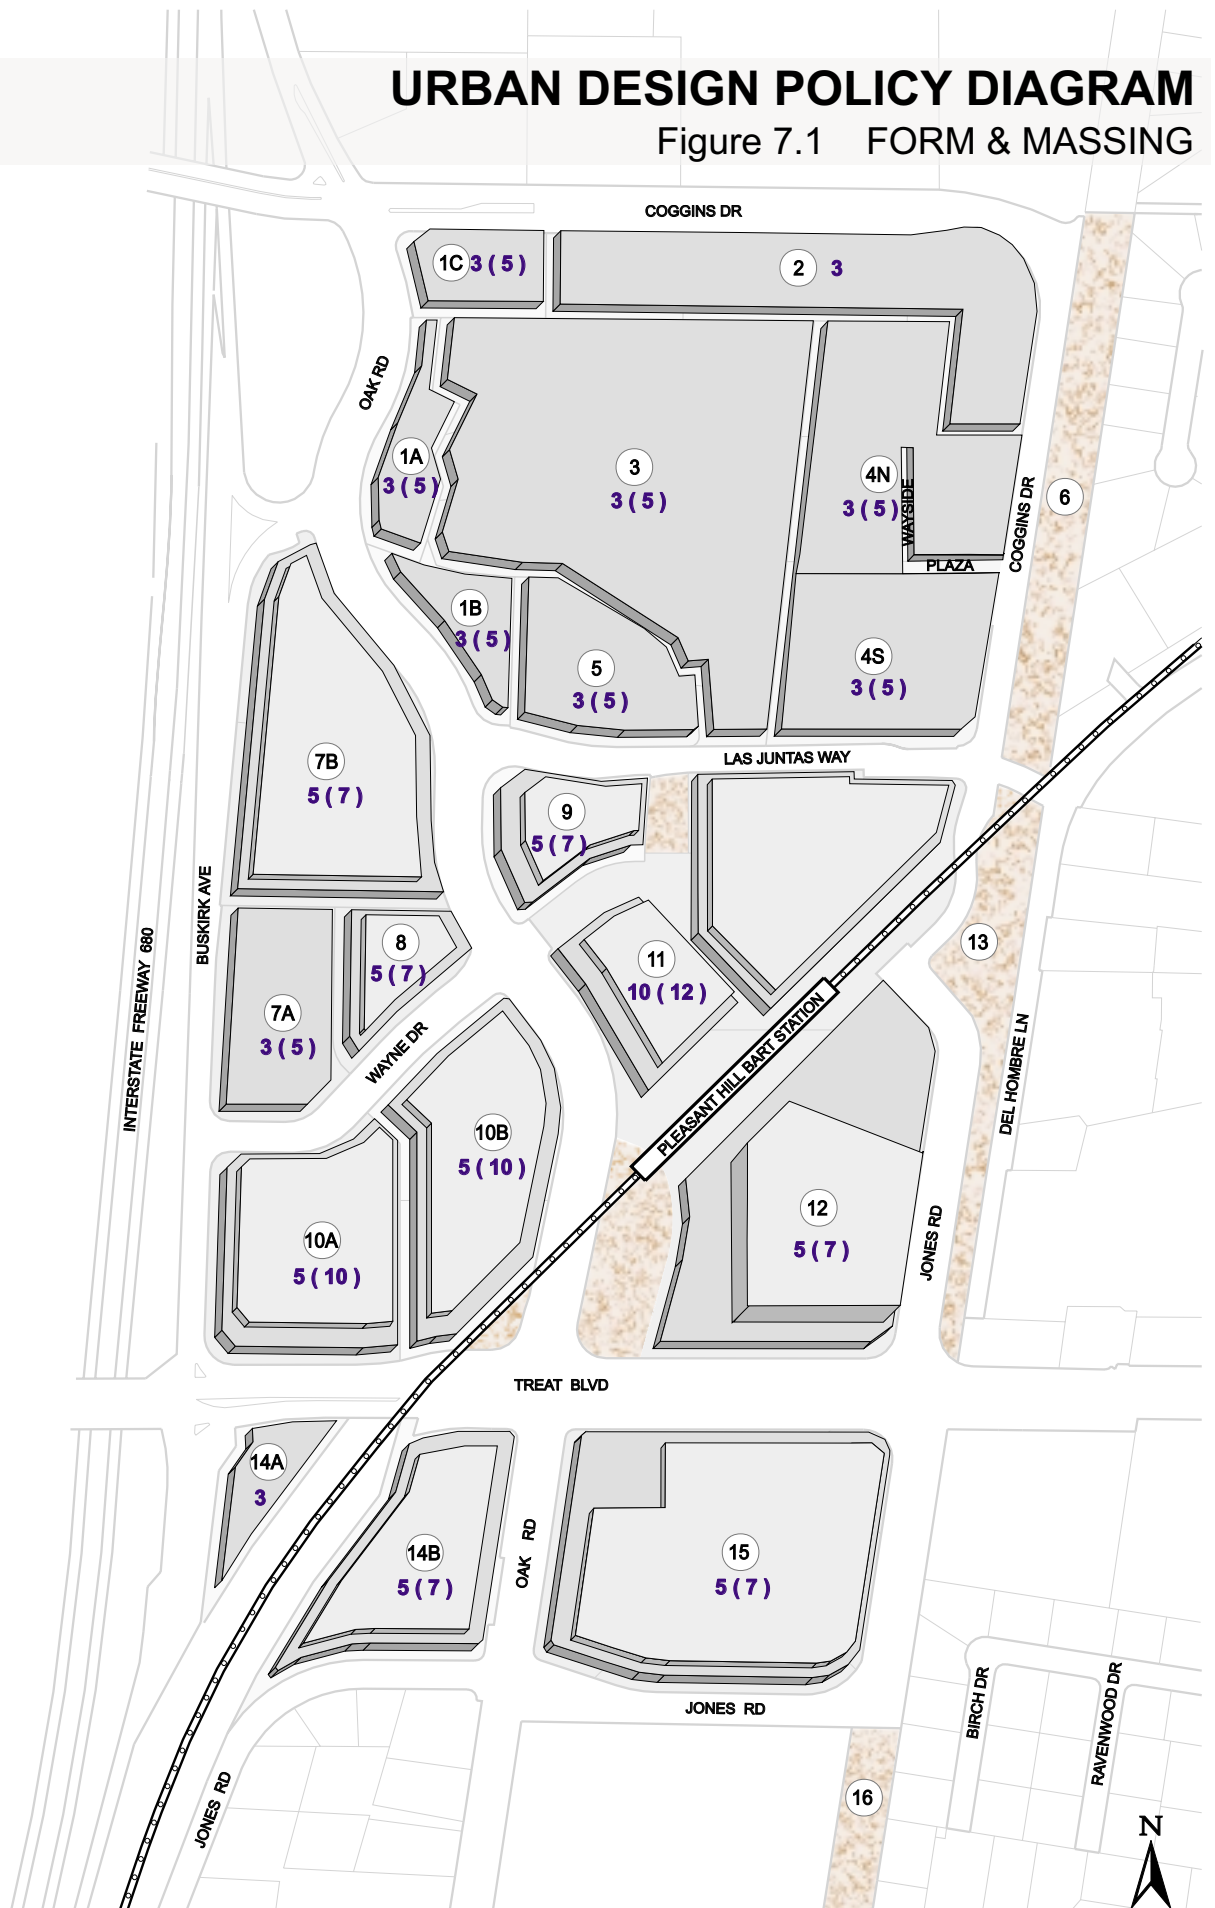 URBAN DESIGN POLICY DIAGRAM
Figure 7.1 FORM & MASSING
COGGINS DR
1C 3 ( 5 )
2 3
OAK RD
1A
3 ( 5 )
3
3 ( 5 )
4N
3 ( 5 )
WAYSIDE
PLAZA
COGGINS DR
6
1B
3 ( 5 )
5
3 ( 5 )
4S
3 ( 5 )
LAS JUNTAS WAY
7B
5 ( 7 )
9
5 ( 7 )
BUSKIRK AVE
INTERSTATE FREEWAY 680
8
5 ( 7 )
11
10 ( 12 )
13
7A
3 ( 5 )
WAYNE DR
PLEASANT HILL BART STATION
DEL HOMBRE LN
10B
5 ( 10 )
12
5 ( 7 )
JONES RD
10A
5 ( 10 )
TREAT BLVD
14A
3
14B
5 ( 7 )
OAK RD
15
5 ( 7 )
JONES RD
BIRCH DR
RAVENWOOD DR
JONES RD
16
N